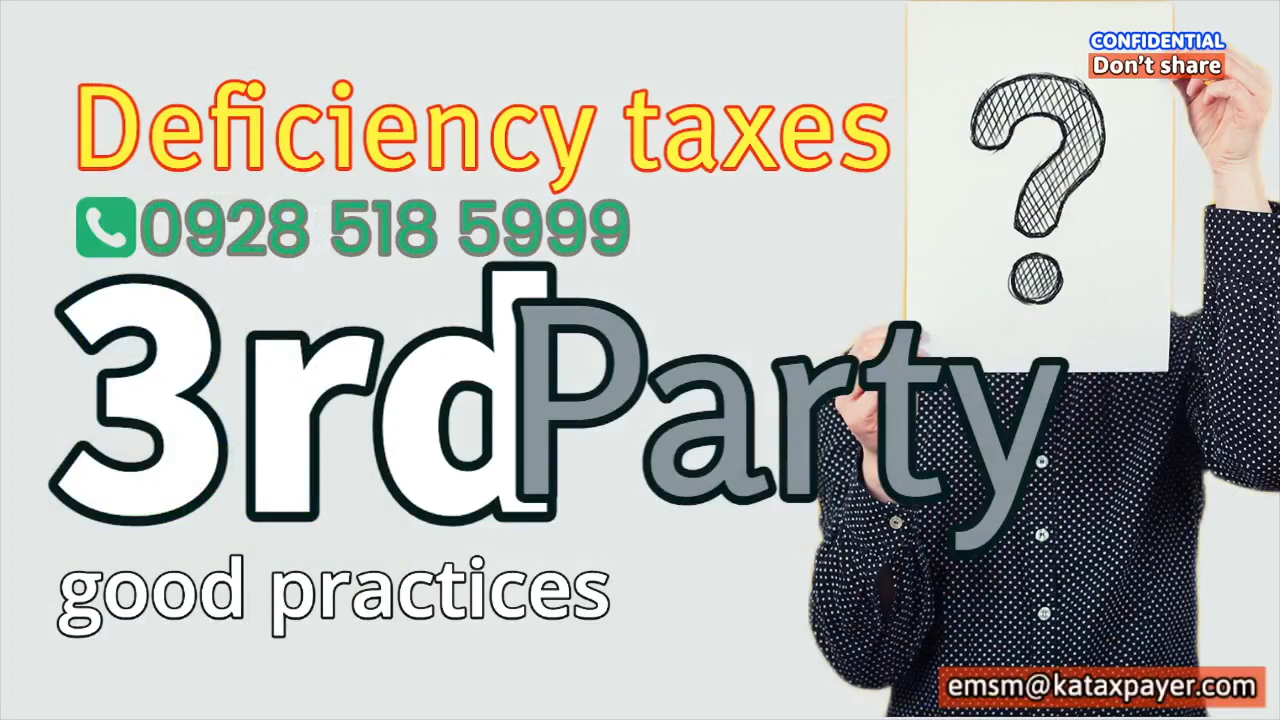 CONFIDENTIAL
Don't share
Deficiency taxes
0928 518 5999
3rd Party
good practices
emsm@kataxpayer.com